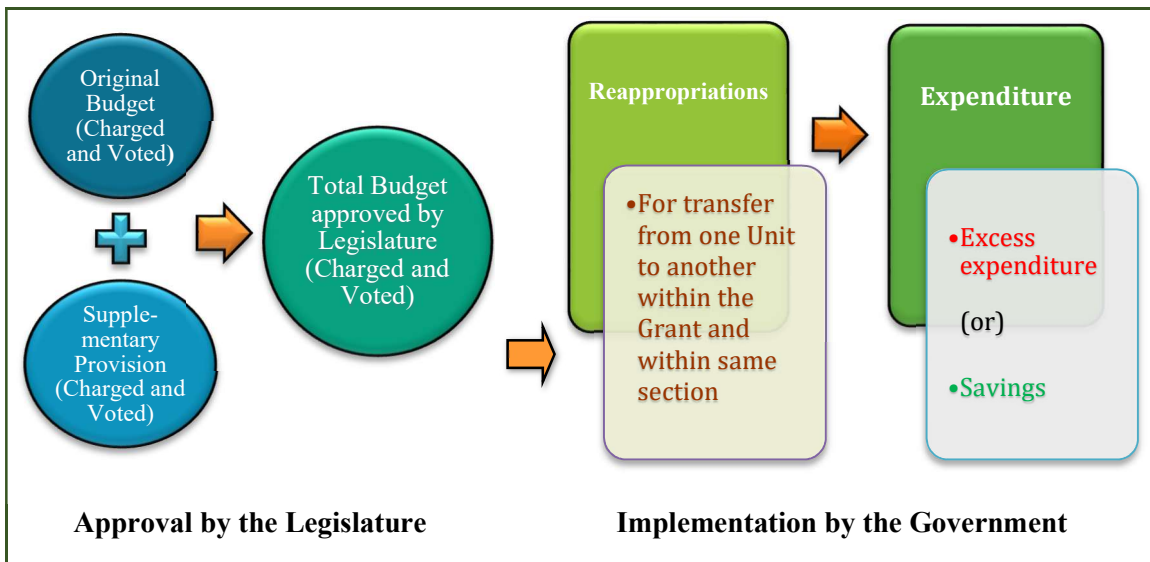 Original
Budget
(Charged
and Voted)
Supple-
mentary
Provision
(Charged and
Voted)
Total Budget
approved by
Legislature
(Charged and
Voted)
Reappropriations
•For transfer
from one Unit
to another
within the
Grant and
within same
section
Expenditure
•Excess
expenditure
(or)
•Savings
Approval by the Legislature
Implementation by the Government